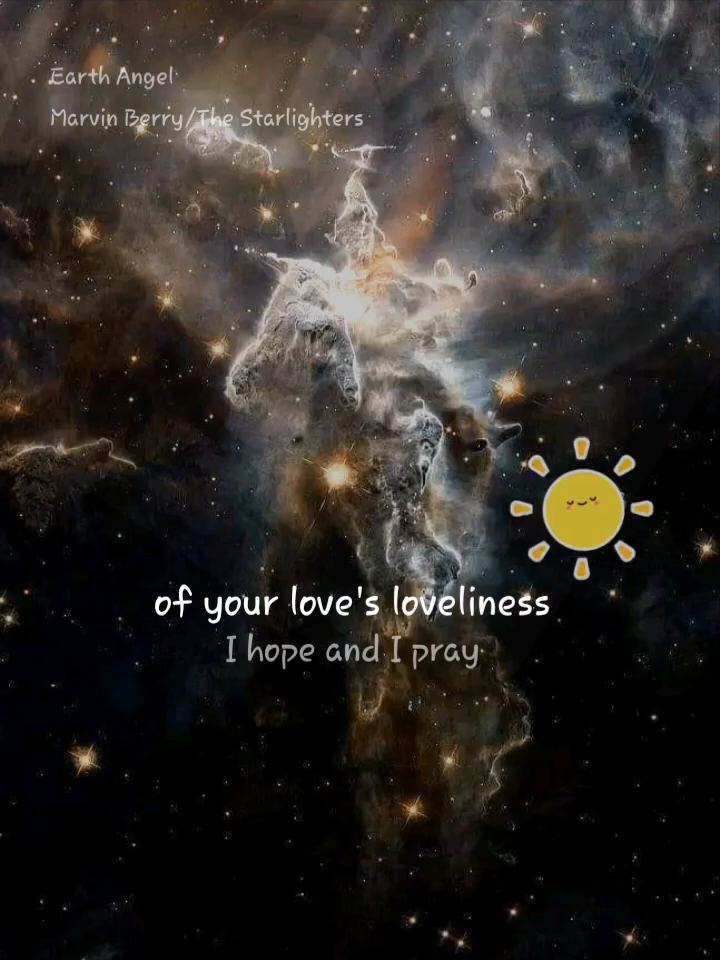 Earth Angel
Marvin Berry/The Starlighters
of your love's loveliness
I hope and I pray